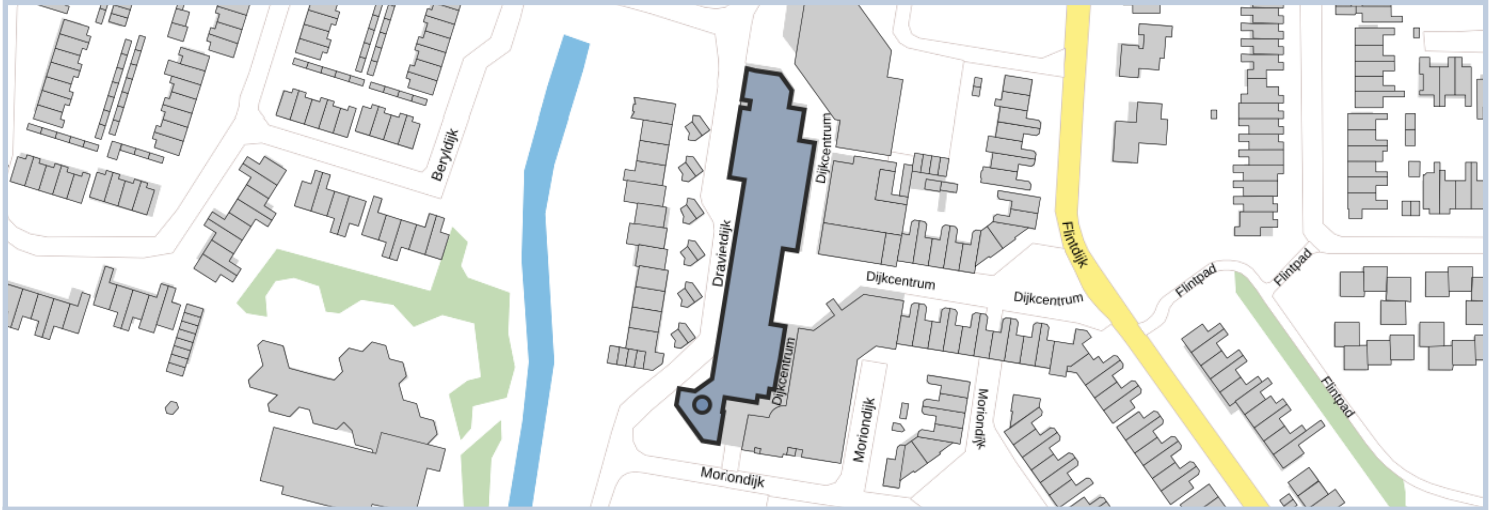 Beryldijk
Dijkcentrum
Dravietdijk
Flintdijk
Flintpad
Flintpad
Dijkcentrum
Dijkcentrum
Dijkcentrum
Flintpad
Moriondijk
Moriondijk
Moriondijk